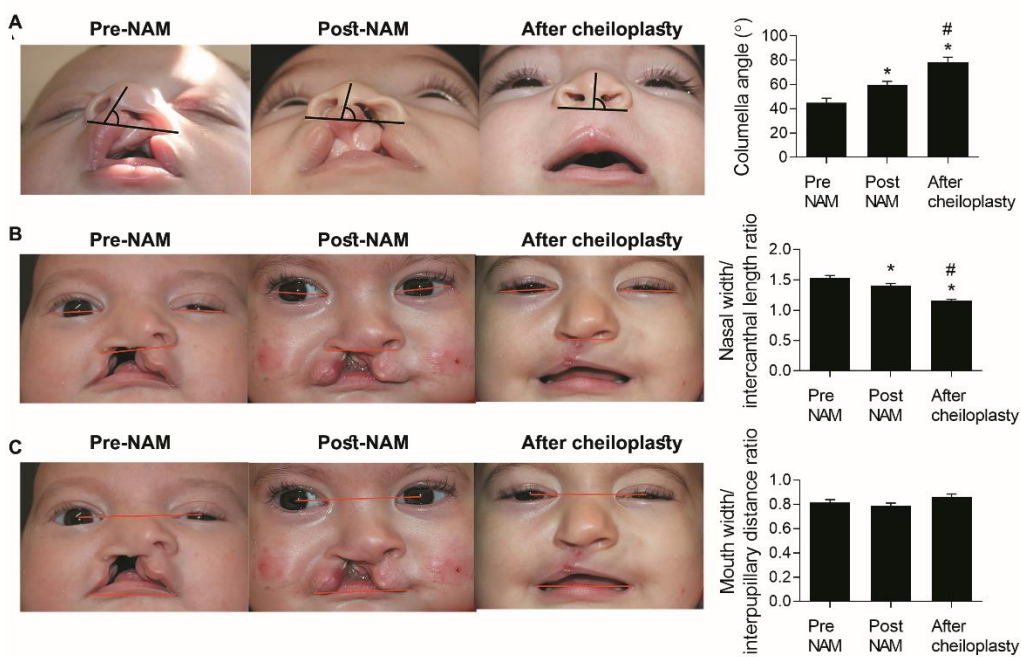 A
Pre-NAM
Post-NAM
After cheiloplasty
Columella angle (°)
100
80
60
40
20
0
*
#
*
Pre
NAM
Post
NAM
After
cheiloplasty
B
Pre-NAM
Post-NAM
After cheiloplasty
Nasal width/
intercanthal length ratio
2.0
1.5
1.0
0.5
0.0
*
#
*
Pre
NAM
Post
NAM
After
cheiloplasty
C
Pre-NAM
Post-NAM
After cheiloplasty
Mouth width/
interpupillary distance ratio
1.0
0.8
0.6
0.4
0.2
0.0
Pre
NAM
Post
NAM
After
cheiloplasty